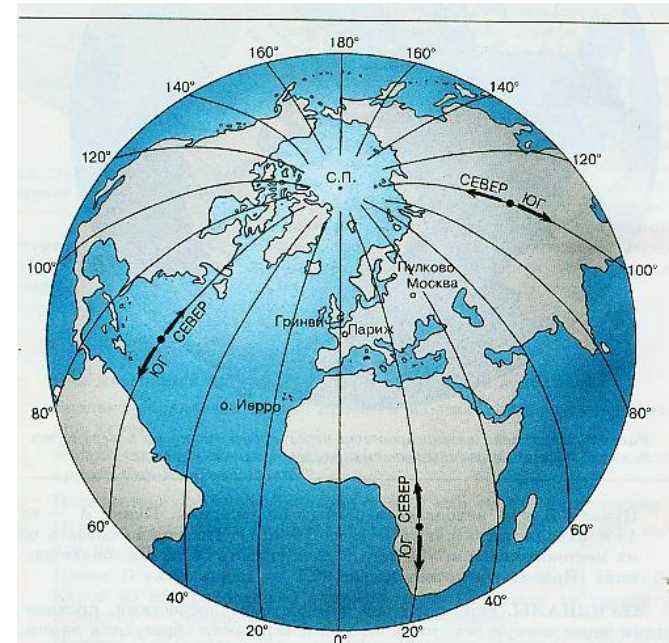 180°
160°
160°
140°
140°
120°
120°
100°
100°
80°
80°
60°
60°
40°
40°
20°
20°
0°
С.П.
СЕВЕР ЮГ
Пулково
Москва
Гринвич
Париж
ЮГ СЕВЕР
о. Иерро
ЮГ СЕВЕР